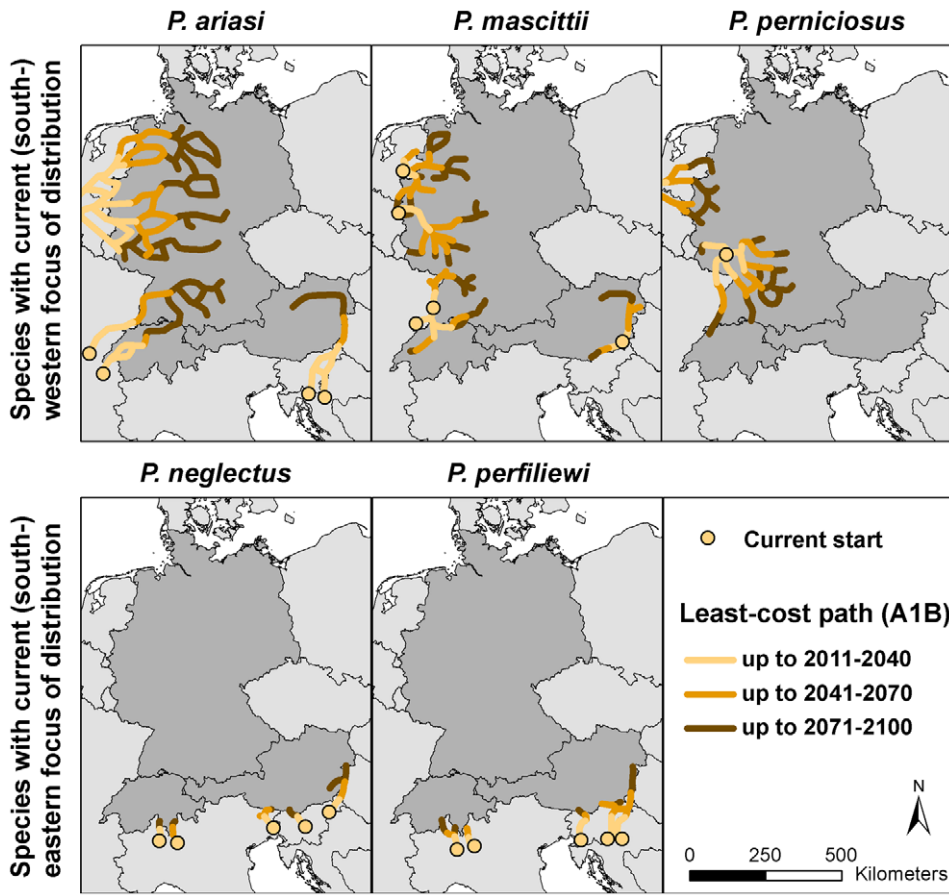 P. ariasi
P. mascittii
P. perniciosus
Species with current (south-)
western focus of distribution
P. neglectus
P. perfiliewi
Species with current (south-)
eastern focus of distribution
Current start
Least-cost path (A1B)
up to 2011-2040
up to 2041-2070
up to 2071-2100
N
0 250 500
Kilometers